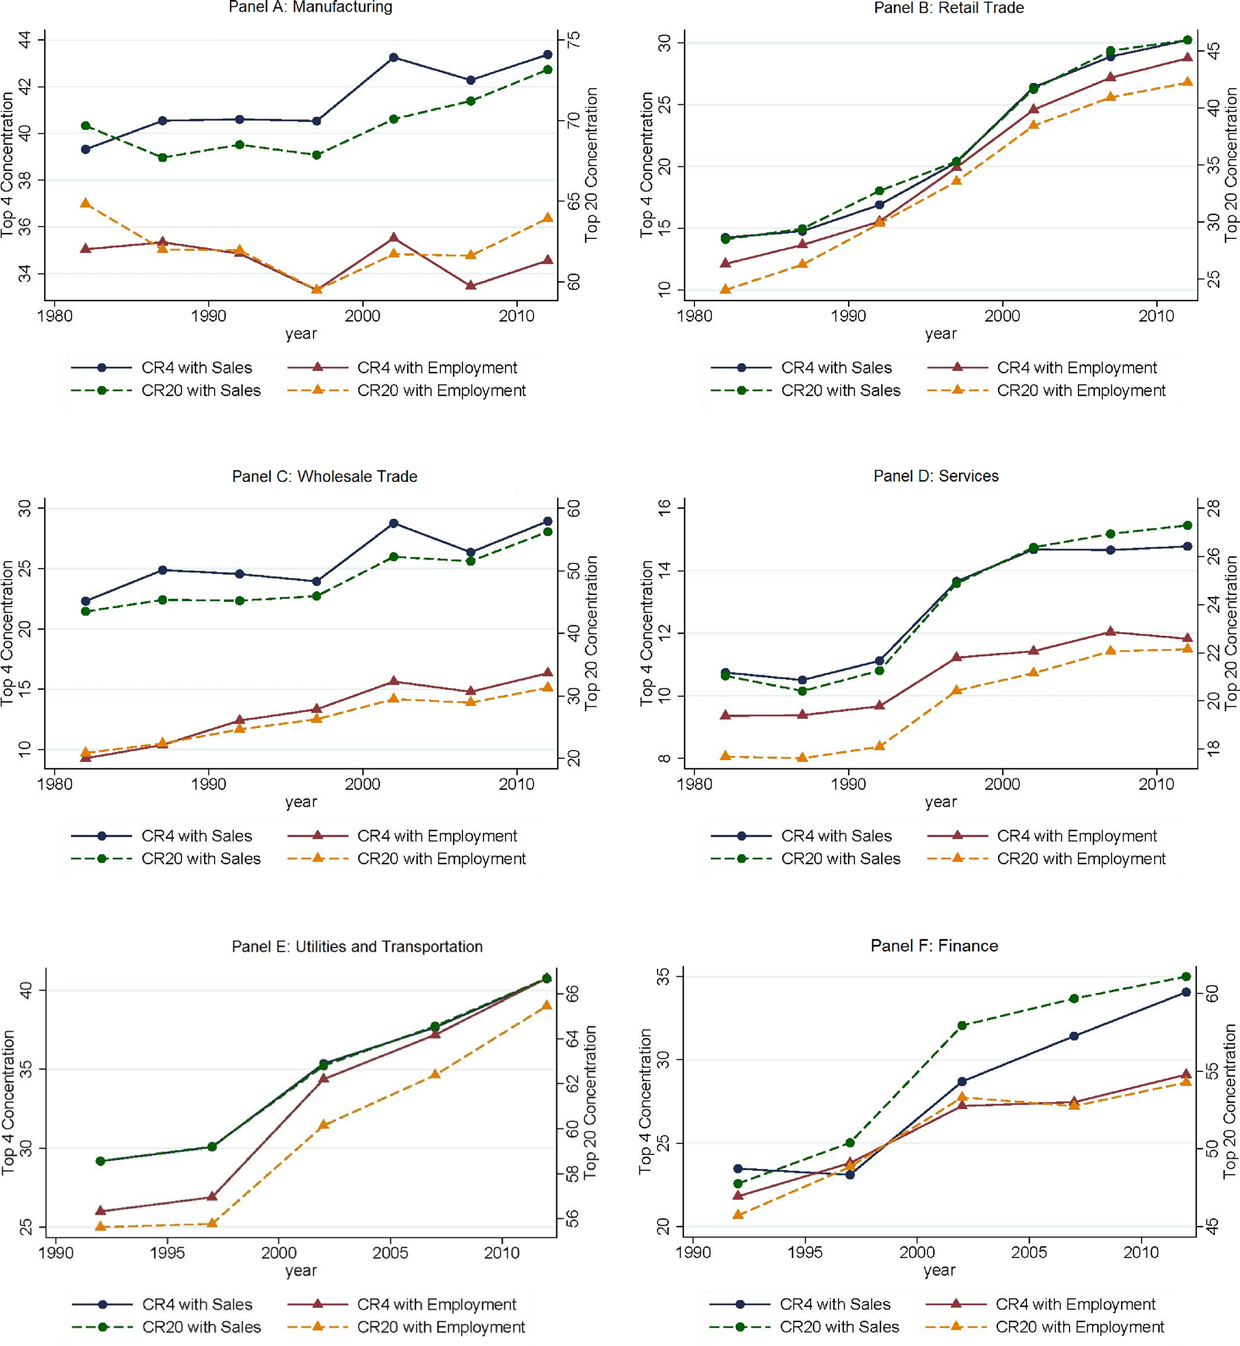 Panel A: Manufacturing
Top 4 Concentration
44
42
40
38
36
34
75
70
65
60
Top 20 Concentration
1980 1990 2000 2010
year
CR4 with Sales CR4 with Employment
CR20 with Sales CR20 with Employment
Panel B: Retail Trade
Top 4 Concentration
30
25
20
15
10
45
40
35
30
25
Top 20 Concentration
1980 1990 2000 2010
year
CR4 with Sales CR4 with Employment
CR20 with Sales CR20 with Employment
Panel C: Wholesale Trade
Top 4 Concentration
30
25
20
15
10
60
50
40
30
20
Top 20 Concentration
1980 1990 2000 2010
year
CR4 with Sales CR4 with Employment
CR20 with Sales CR20 with Employment
Panel D: Services
Top 4 Concentration
16
14
12
10
8
28
26
24
22
20
18
Top 20 Concentration
1980 1990 2000 2010
year
CR4 with Sales CR4 with Employment
CR20 with Sales CR20 with Employment
Panel E: Utilities and Transportation
Top 4 Concentration
40
35
30
25
66
64
62
60
58
56
Top 20 Concentration
1990 1995 2000 2005 2010
year
CR4 with Sales CR4 with Employment
CR20 with Sales CR20 with Employment
Panel F: Finance
Top 4 Concentration
35
30
25
20
60
55
50
45
Top 20 Concentration
1990 1995 2000 2005 2010
year
CR4 with Sales CR4 with Employment
CR20 with Sales CR20 with Employment